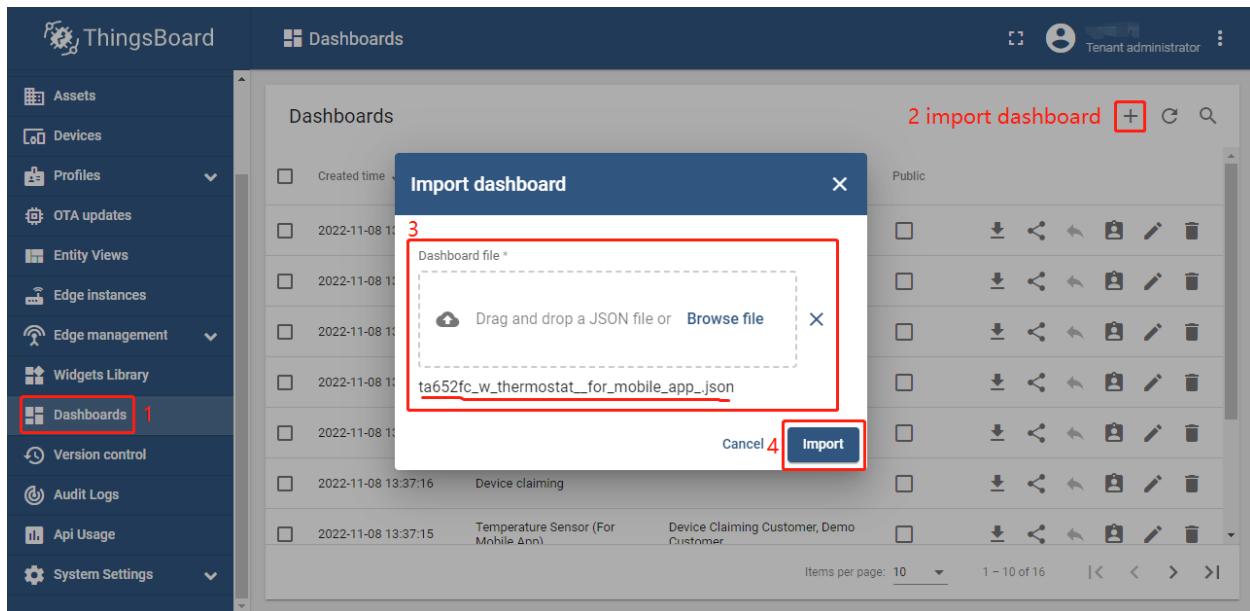 ThingsBoard
Dashboards
Tenant administrator
Assets
Devices
Profiles
OTA updates
Entity Views
Edge instances
Edge management
Widgets Library
Dashboards 1
Version control
Audit Logs
Api Usage
System Settings
Dashboards
2 import dashboard
Created time
Public
2022-11-08 13
2022-11-08 13
2022-11-08 13
2022-11-08 13
2022-11-08 13
2022-11-08 13:37:16 Device claiming
2022-11-08 13:37:15 Temperature Sensor (For Mobile App) Device Claiming Customer, Demo Customer
Import dashboard
3
Dashboard file *
Drag and drop a JSON file or Browse file
ta652fc_w_thermostat__for_mobile_app_.json
Cancel 4 Import
Items per page: 10 1 – 10 of 16